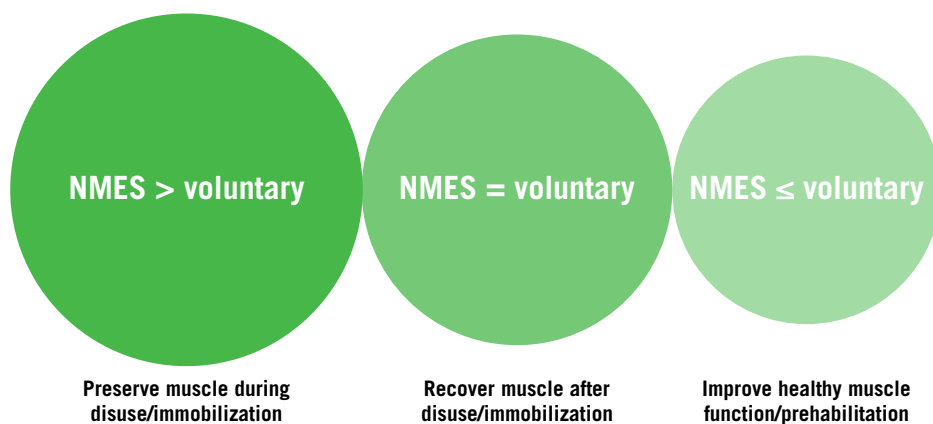 NMES > voluntary
NMES = voluntary
NMES ≤ voluntary
Preserve muscle during
disuse/immobilization
Recover muscle after
disuse/immobilization
Improve healthy muscle
function/prehabilitation